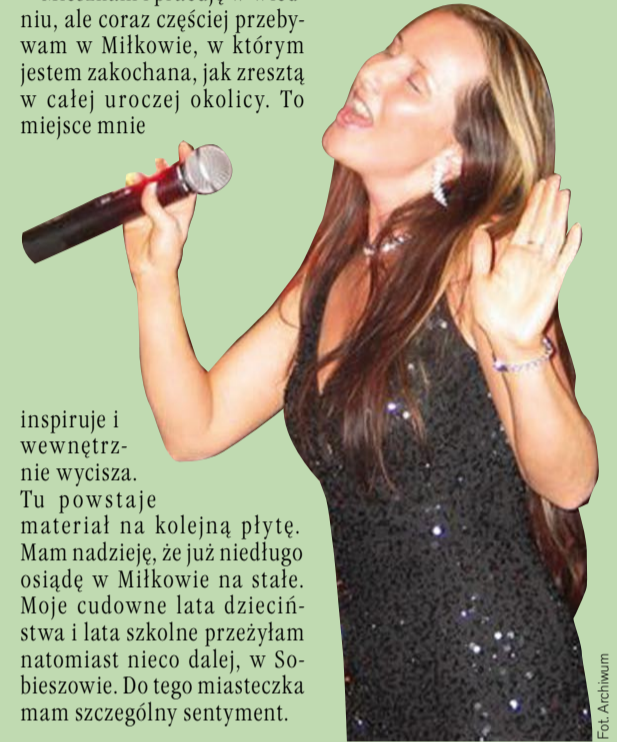 niu, ale coraz częściej przeby-
wam w Miłkowie, w którym
jestem zakochana, jak zresztą
w całej uroczej okolicy. To
miejsce mnie
inspiruje i
wewnętrz-
nie wycisza.
Tu powstaje
materiał na kolejną płytę.
Mam nadzieję, że już niedługo
osiądę w Miłkowie na stałe.
Moje cudowne lata dzieciń-
stwa i lata szkolne przeżyłam
natomiast nieco dalej, w So-
bieszowie. Do tego miasteczka
mam szczególny sentyment.
Fot. Archiwum